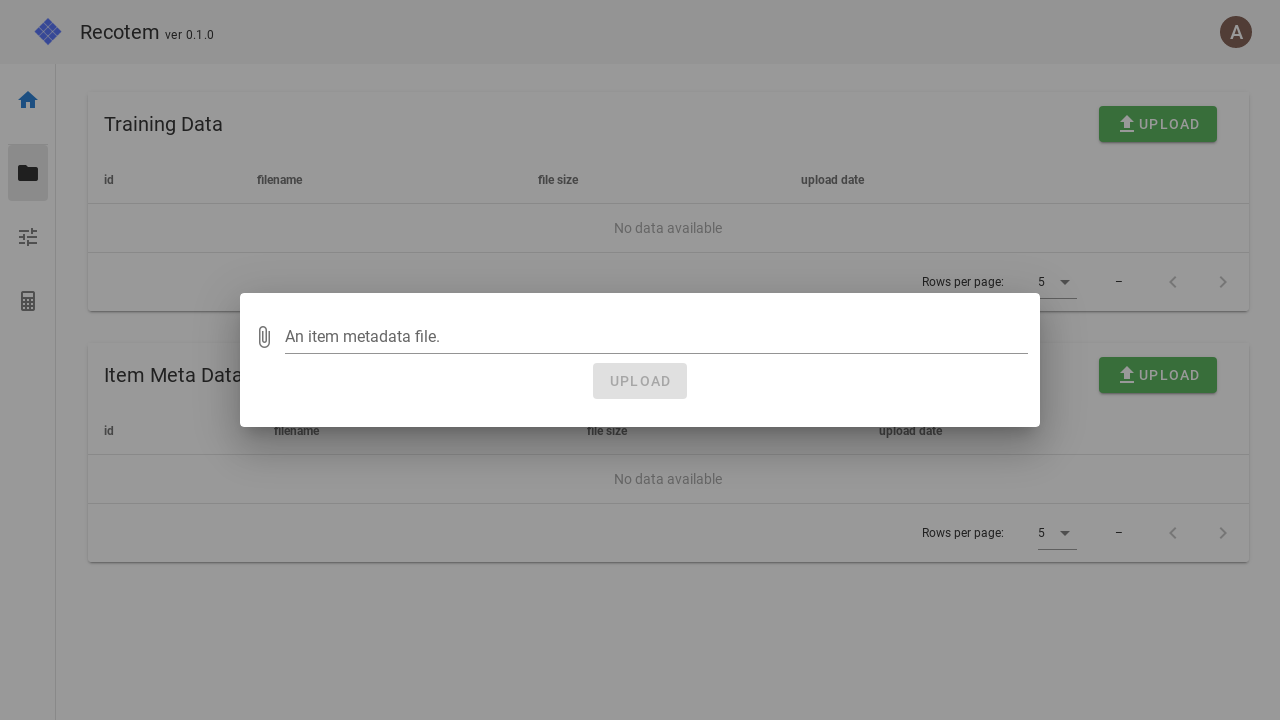 Recotem ver 0.1.0
A
Training Data
UPLOAD
id filename file size upload date
No data available
Rows per page: 5 –
An item metadata file.
UPLOAD
Item Meta Data
UPLOAD
id filename file size upload date
No data available
Rows per page: 5 –